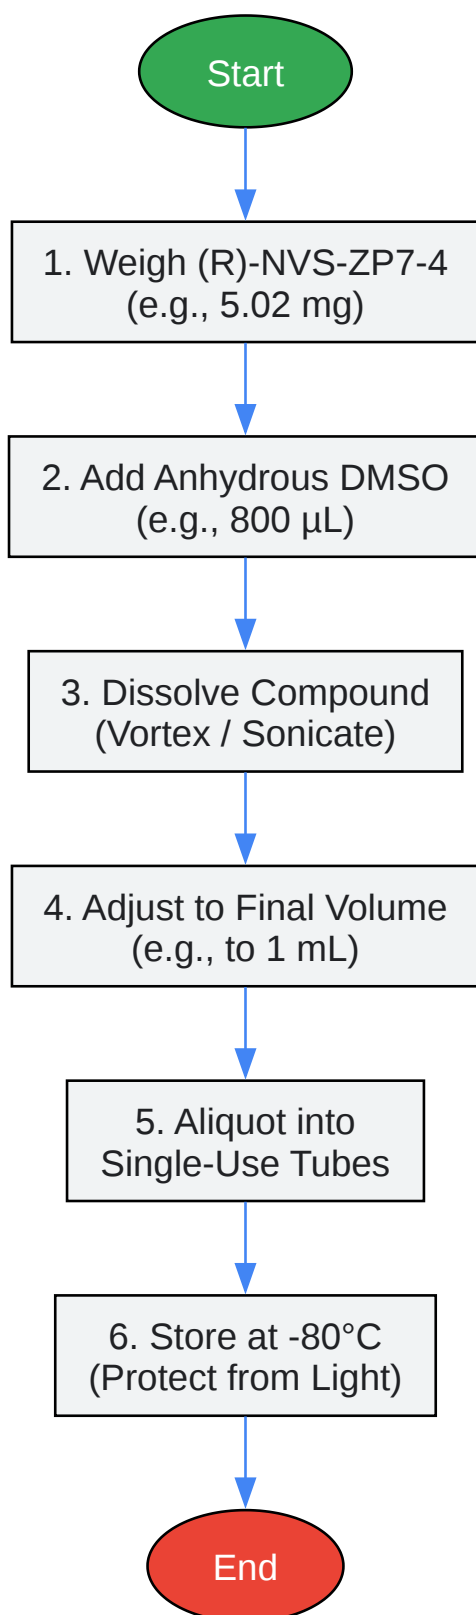 Start
1. Weigh (R)-NVS-ZP7-4
(e.g., 5.02 mg)
2. Add Anhydrous DMSO
(e.g., 800 µL)
3. Dissolve Compound
(Vortex / Sonicate)
4. Adjust to Final Volume
(e.g., to 1 mL)
5. Aliquot into
Single-Use Tubes
6. Store at -80°C
(Protect from Light)
End